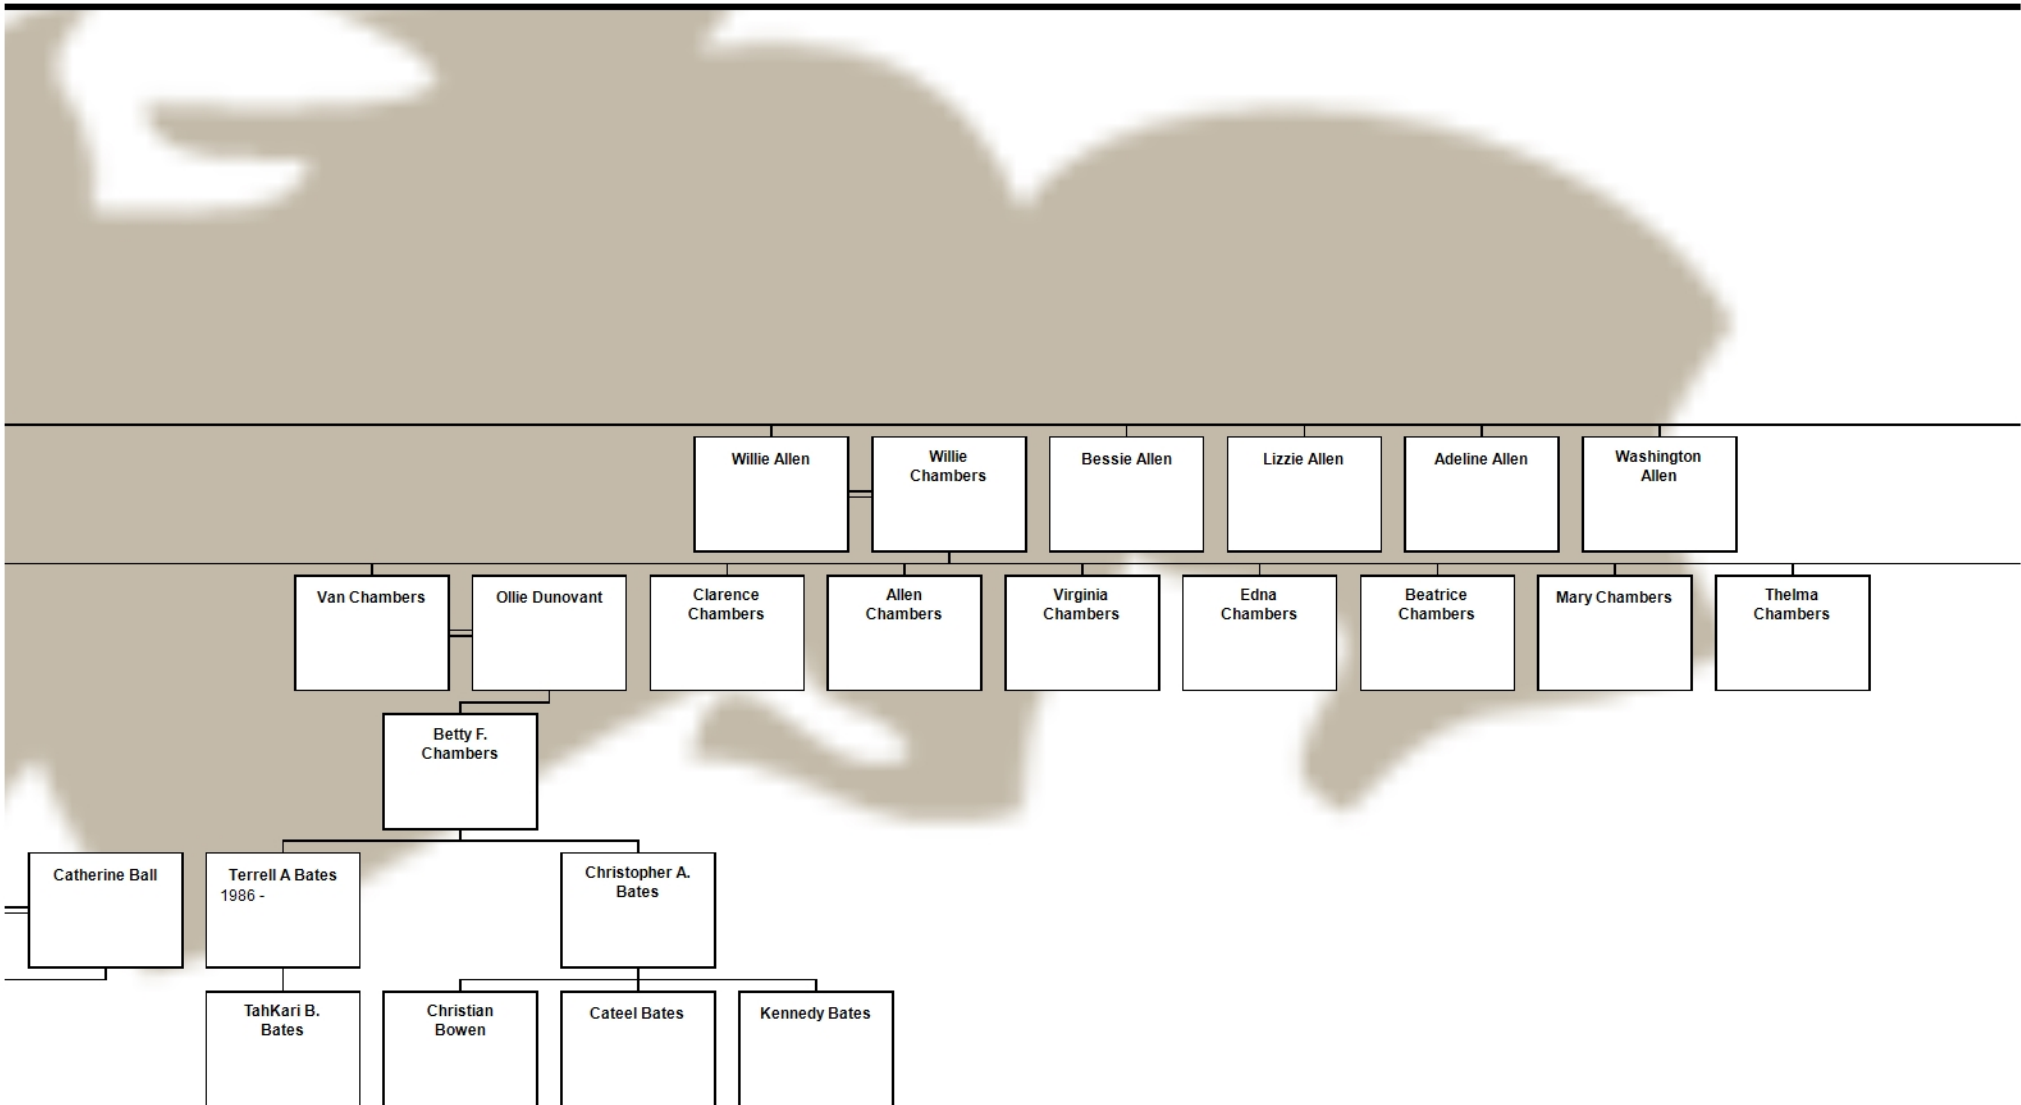 Willie Allen
Willie
Chambers
Bessie Allen
Lizzie Allen
Adeline Allen
Washington
Allen
Van Chambers
Ollie Dunovant
Clarence
Chambers
Allen
Chambers
Virginia
Chambers
Edna
Chambers
Beatrice
Chambers
Mary Chambers
Thelma
Chambers
Betty F.
Chambers
Catherine Ball
Terrell A Bates
1986 -
Christopher A.
Bates
TahKari B.
Bates
Christian
Bowen
Cateel Bates
Kennedy Bates